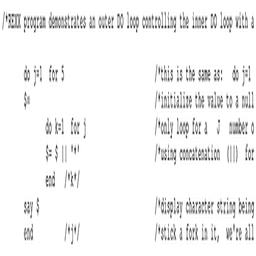 /*REXX program demonstrates an outer DO loop controlling the inner DO loop with a
do j=1 for 5 /*this is the same as: do j=1
$= /*initialize the value to a null
do k=1 for j /*only loop for a J number o
$= $ || '*' /*using concatenation (||) for
end /*k*/
say $ /*display character string being
end /*j*/ /*stick a fork in it, we're all